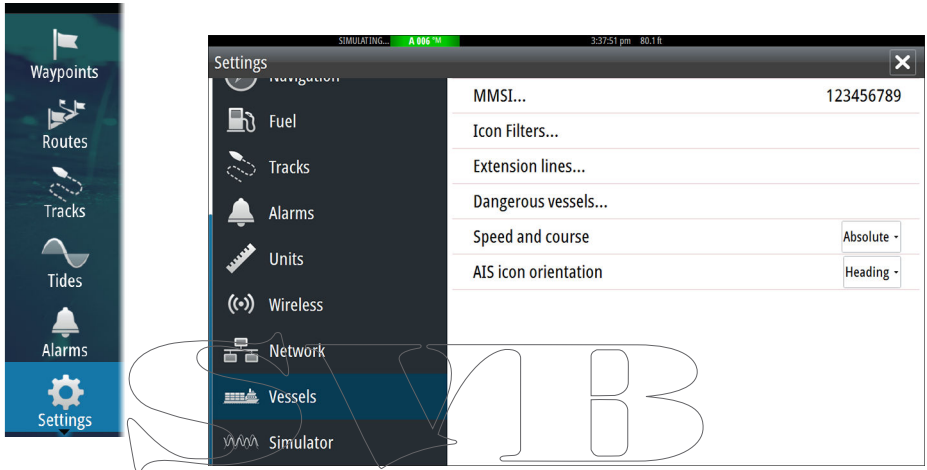 Waypoints
Routes
Tracks
Tides
Alarms
Settings
SIMULATING... A 006 °M 3:37:51 pm 80.1 ft
Settings
Navigation
Fuel
Tracks
Alarms
Units
Wireless
Network
Vessels
Simulator
MMSI... 123456789
Icon Filters...
Extension lines...
Dangerous vessels...
Speed and course Absolute
AIS icon orientation Heading
SVB